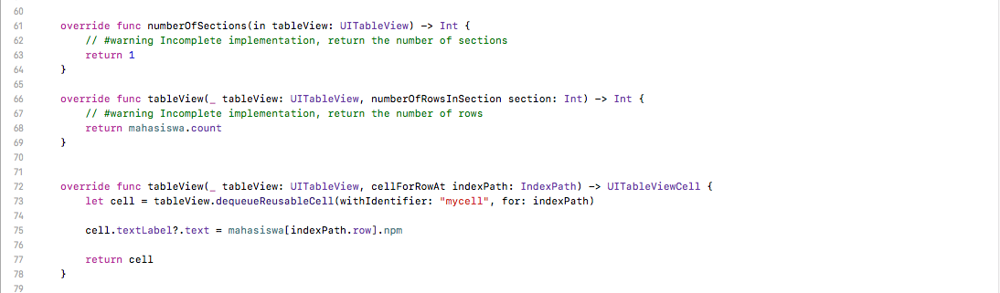 60
61 override func numberOfSections(in tableView: UITableView) -> Int {
62 // #warning Incomplete implementation, return the number of sections
63 return 1
64 }
65
66 override func tableView(_ tableView: UITableView, numberOfRowsInSection section: Int) -> Int {
67 // #warning Incomplete implementation, return the number of rows
68 return mahasiswa.count
69 }
70
71
72 override func tableView(_ tableView: UITableView, cellForRowAt indexPath: IndexPath) -> UITableViewCell {
73 let cell = tableView.dequeueReusableCell(withIdentifier: "mycell", for: indexPath)
74
75 cell.textLabel?.text = mahasiswa[indexPath.row].npm
76
77 return cell
78 }
79